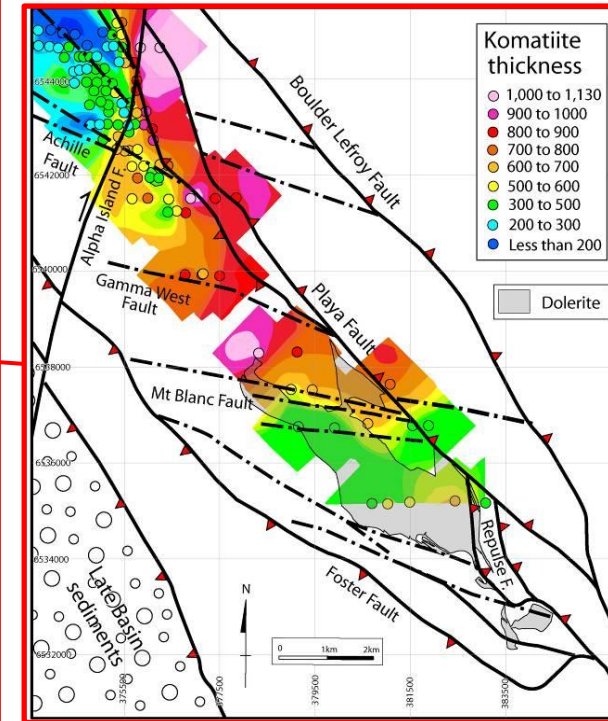 Komatiite
thickness
1,000 to 1,130
900 to 1000
800 to 900
700 to 800
600 to 700
500 to 600
300 to 500
200 to 300
Less than 200
Dolerite
Boulder Lefroy Fault
Achille
Fault
Alpha Island F.
Gamma West
Fault
Playa Fault
Mt Blanc Fault
Repulse F.
Foster Fault
Late Basin
sediments
N
0 1km 2km
6544000
6542000
6540000
6538000
6536000
6534000
6532000
375500
377500
379500
381500
383500